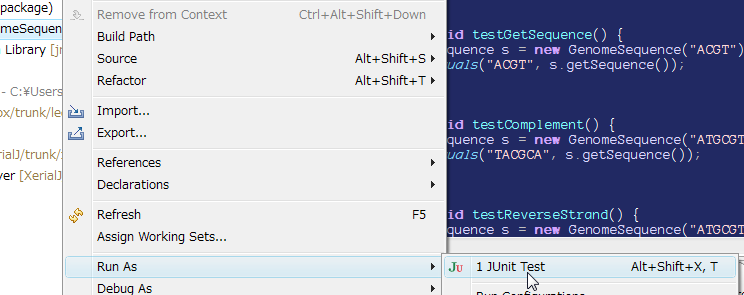 package)
omeSequen
Library [jr
- C:¥Users
ox/trunk/le
erialJ/trunk/
ver [XerialJ
Remove from Context Ctrl+Alt+Shift+Down
Build Path
Source Alt+Shift+S
Refactor Alt+Shift+T
Import...
Export...
References
Declarations
Refresh F5
Assign Working Sets...
Run As
Debug As
1 JUnit Test Alt+Shift+X, T
Run Configurations...
id testGetSequence() {
quence s = new GenomeSequence("ACGT")
uals("ACGT", s.getSequence());
id testComplement() {
quence s = new GenomeSequence("ATGCGT
uals("TACGCA", s.getSequence());
id testReverseStrand() {
quence s = new GenomeSequence("ATGCGT